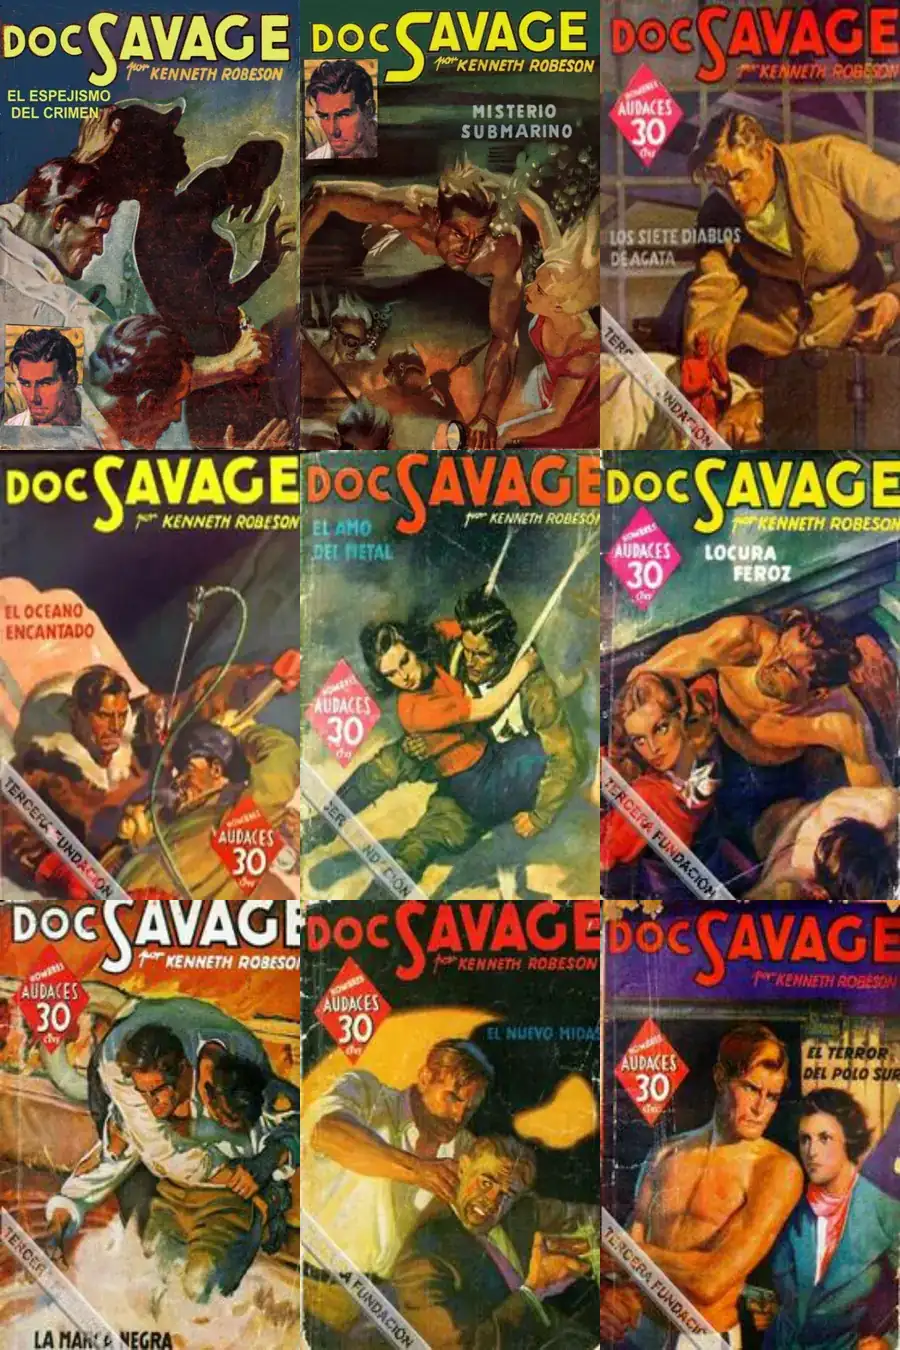 DOC SAVAGE
por KENNETH ROBESON
EL ESPEJISMO
DEL CRIMEN
DOC SAVAGE
por KENNETH ROBESON
MISTERIO
SUBMARINO
DOC SAVAGE
por KENNETH ROBESON
HOMBRES
AUDACES
30
cts
LOS SIETE DIABLOS
DE AGATA
DOC SAVAGE
por KENNETH ROBESON
EL OCEANO
ENCANTADO
TERCERA FUNDACIÓN
HOMBRES
AUDACES
30
cts
DOC SAVAGE
por KENNETH ROBESON
EL AMO
DEL METAL
HOMBRES
AUDACES
30
cts
DOC SAVAGE
por KENNETH ROBESON
HOMBRES
AUDACES
30
cts
LOCURA
FEROZ
TERCERA FUNDACIÓN
DOC SAVAGE
por KENNETH ROBESON
HOMBRES
AUDACES
30
cts
LA MARCA NEGRA
DOC SAVAGE
por KENNETH ROBESON
HOMBRES
AUDACES
30
cts
EL NUEVO MIDAS
A FUNDACIÓN
DOC SAVAGE
por KENNETH ROBESON
HOMBRES
AUDACES
30
cts
EL TERROR
DEL POLO SUR
TERCERA FUNDACIÓN